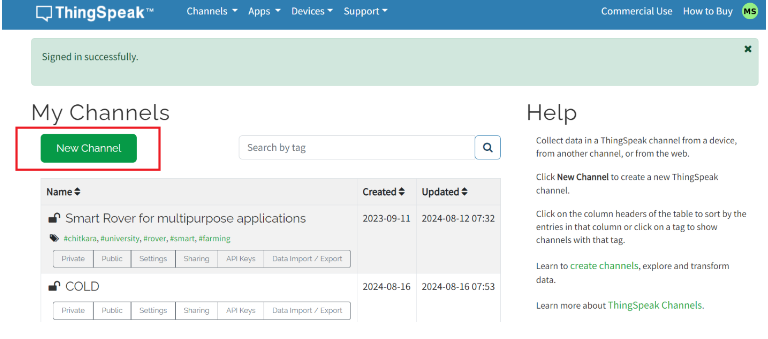 ThingSpeak™ Channels Apps Devices Support Commercial Use How to Buy MS
Signed in successfully. ×
My Channels
New Channel
Search by tag
Name Created Updated
Smart Rover for multipurpose applications 2023-09-11 2024-08-12 07:32
#chitkara, #university, #rover, #smart, #farming
Private Public Settings Sharing API Keys Data Import / Export
COLD 2024-08-16 2024-08-16 07:53
Private Public Settings Sharing API Keys Data Import / Export
Help
Collect data in a ThingSpeak channel from a device,
from another channel, or from the web.
Click New Channel to create a new ThingSpeak
channel.
Click on the column headers of the table to sort by the
entries in that column or click on a tag to show
channels with that tag.
Learn to create channels, explore and transform
data.
Learn more about ThingSpeak Channels.